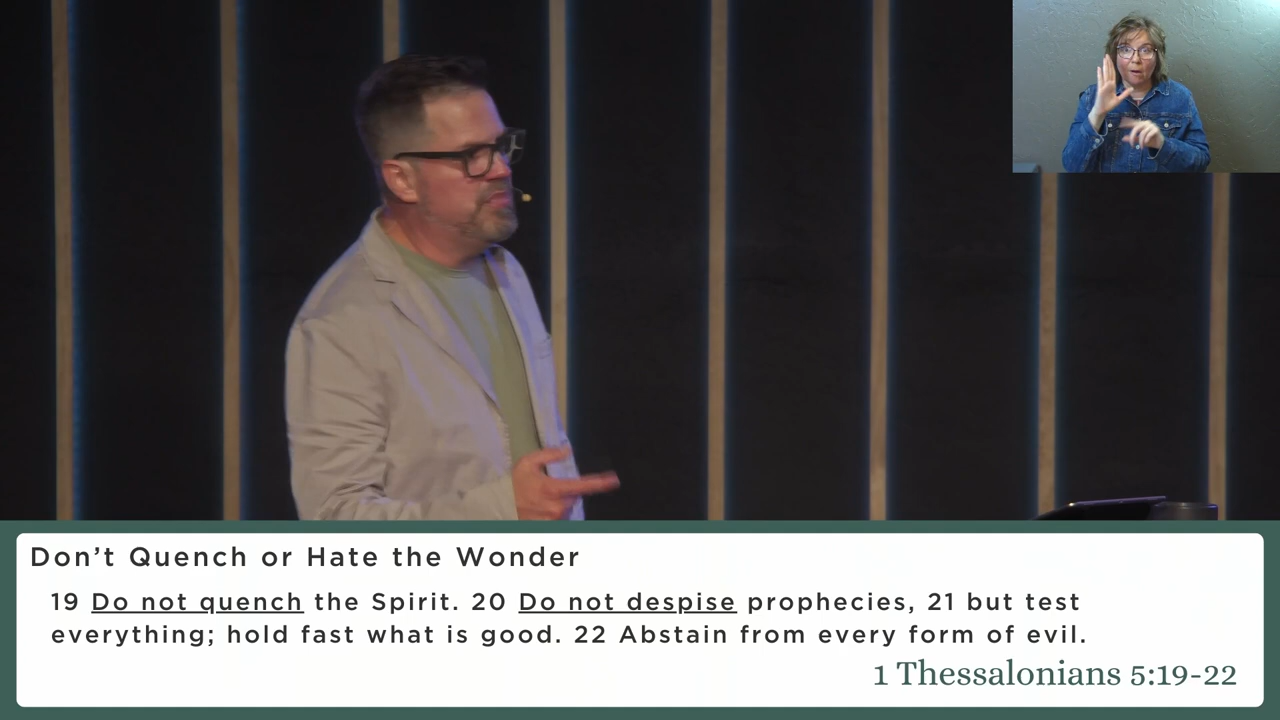 Don’t Quench or Hate the Wonder
19 Do not quench the Spirit. 20 Do not despise prophecies, 21 but test
everything; hold fast what is good. 22 Abstain from every form of evil.
1 Thessalonians 5:19-22